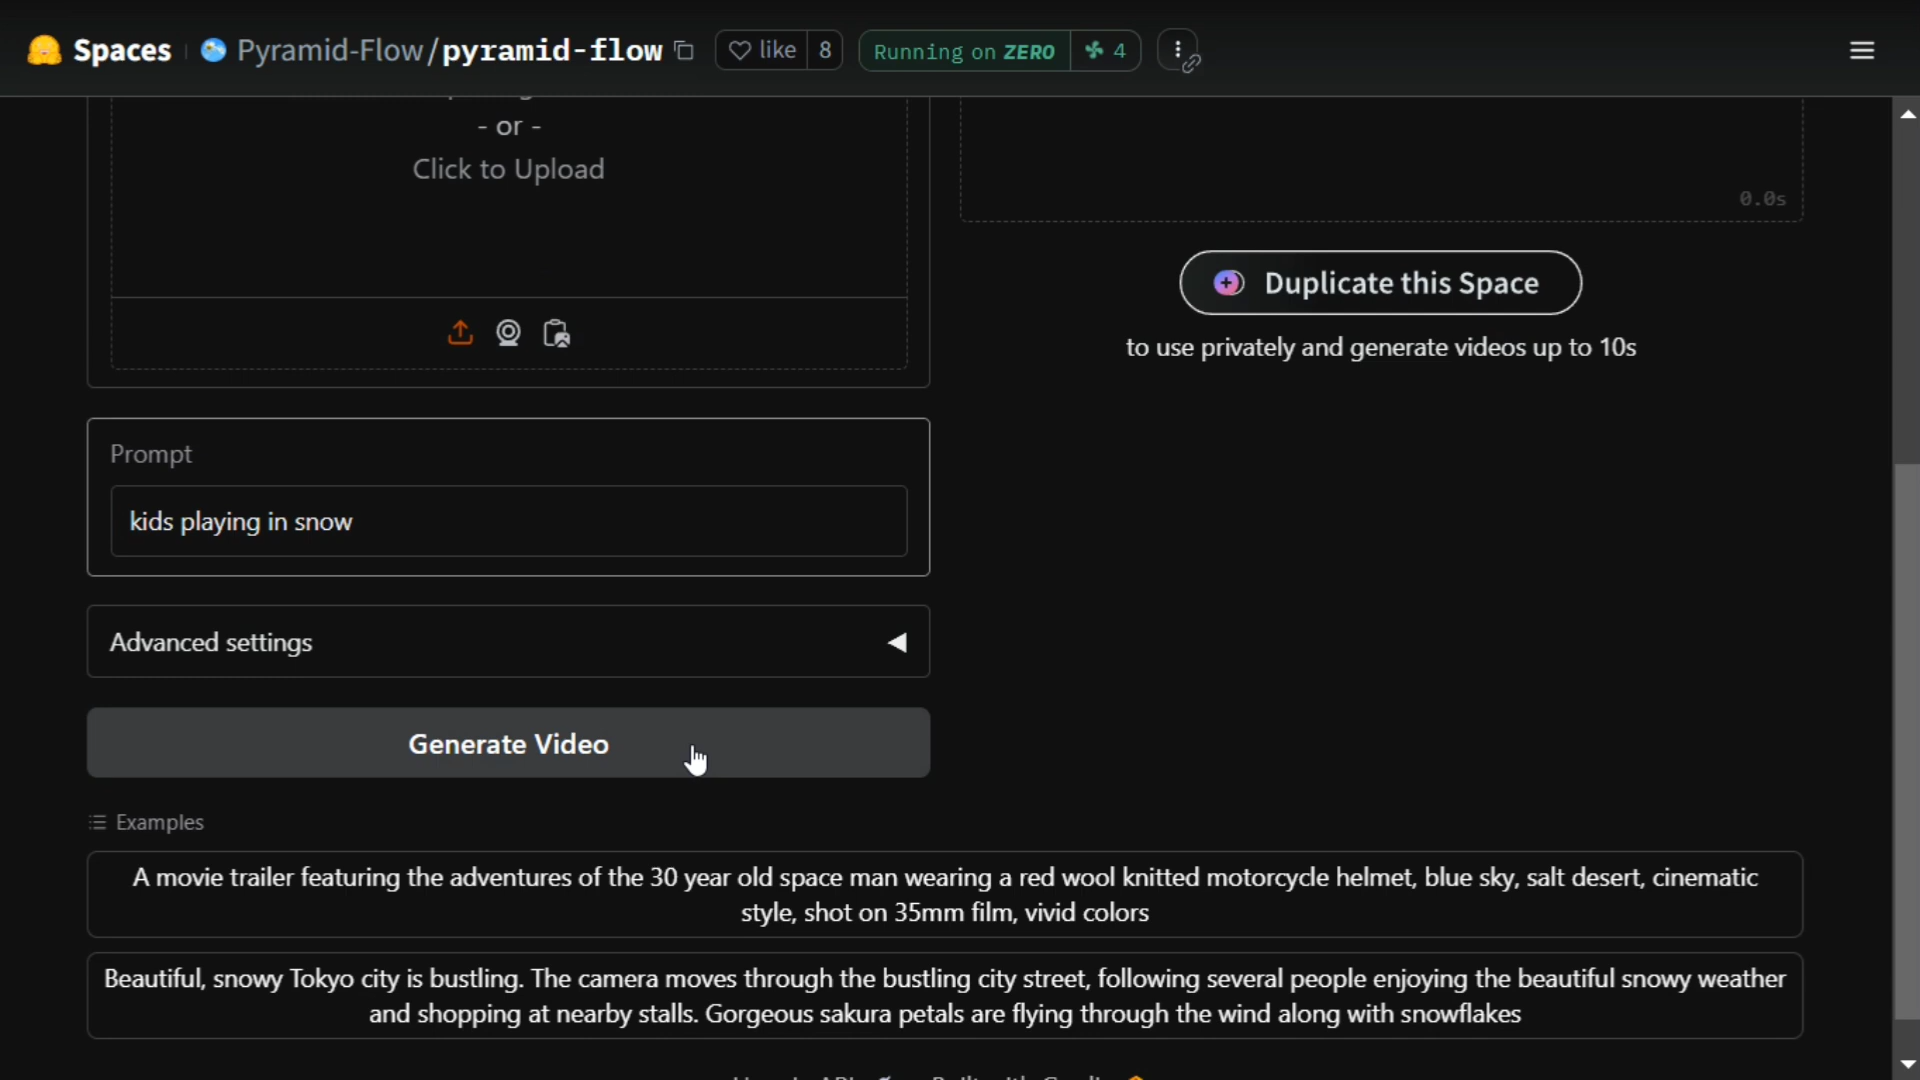 Spaces Pyramid-Flow/pyramid-flow like 8 Running on ZERO 4
- or -
Click to Upload
0.0s
Duplicate this Space
to use privately and generate videos up to 10s
Prompt
kids playing in snow
Advanced settings
Generate Video
Examples
A movie trailer featuring the adventures of the 30 year old space man wearing a red wool knitted motorcycle helmet, blue sky, salt desert, cinematic
style, shot on 35mm film, vivid colors
Beautiful, snowy Tokyo city is bustling. The camera moves through the bustling city street, following several people enjoying the beautiful snowy weather
and shopping at nearby stalls. Gorgeous sakura petals are flying through the wind along with snowflakes